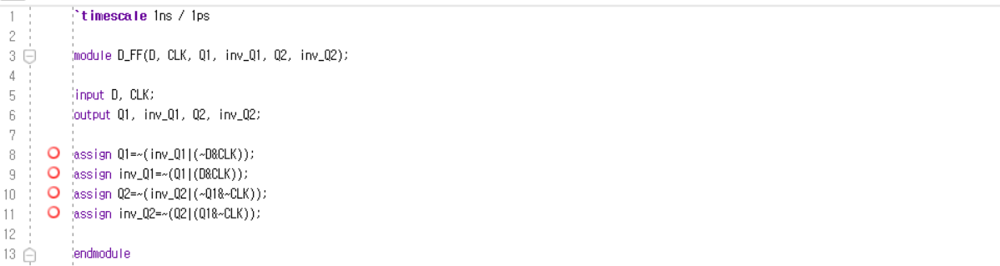 1 `timescale 1ns / 1ps
2
3 module D_FF(D, CLK, Q1, inv_Q1, Q2, inv_Q2);
4
5 input D, CLK;
6 output Q1, inv_Q1, Q2, inv_Q2;
7
8 assign Q1=~(inv_Q1|(~D&CLK));
9 assign inv_Q1=~(Q1|(D&CLK));
10 assign Q2=~(inv_Q2|(~Q1&~CLK));
11 assign inv_Q2=~(Q2|(Q1&~CLK));
12
13 endmodule